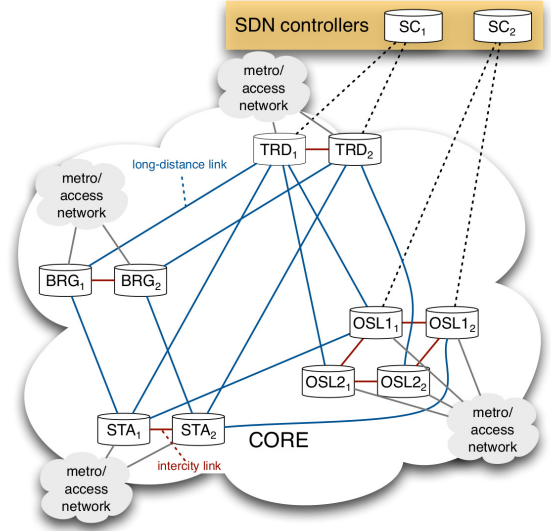 SDN controllers
SC1
SC2
metro/
access
network
TRD1
TRD2
long-distance link
metro/
access
network
BRG1
BRG2
OSL11
OSL12
OSL21
OSL22
STA1
STA2
CORE
intercity link
metro/
access
network
metro/
access
network